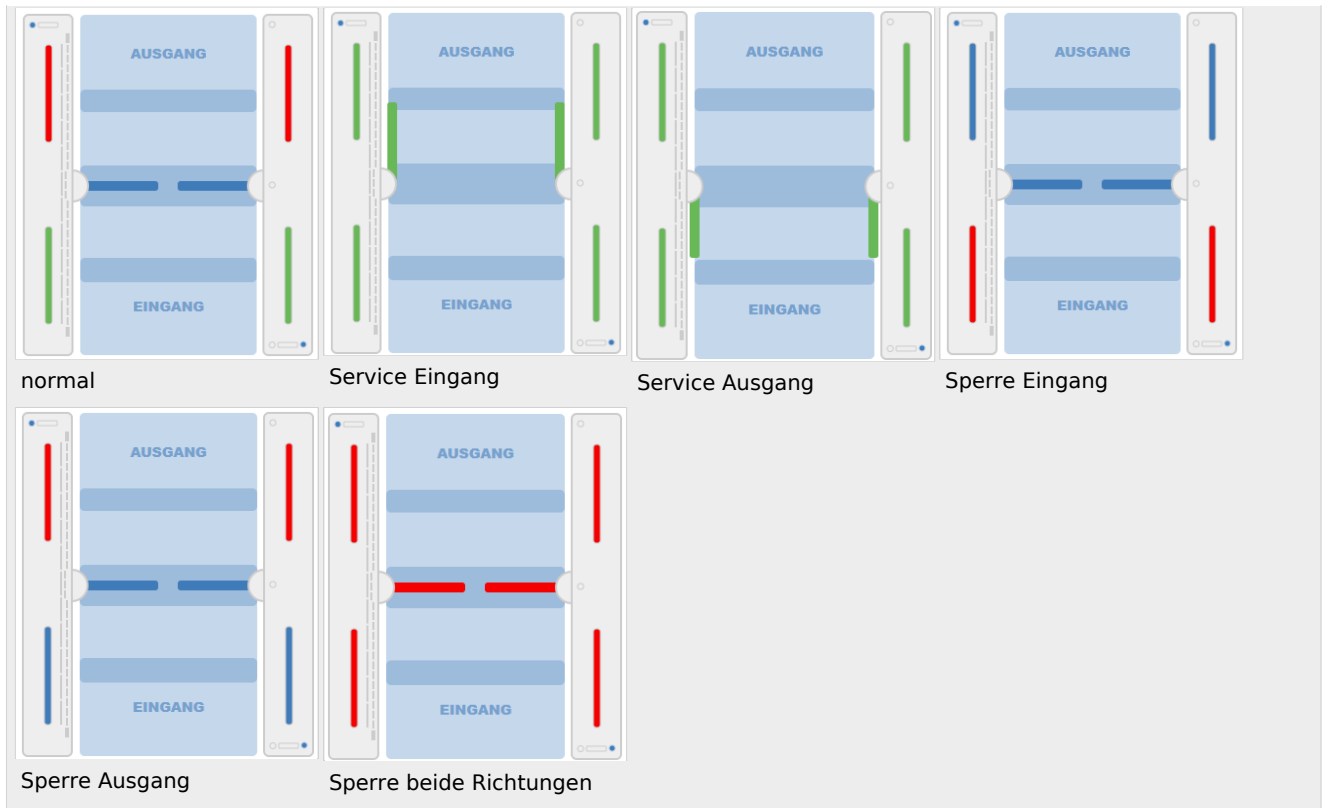 AUSGANG
EINGANG
normal
AUSGANG
EINGANG
Service Eingang
AUSGANG
EINGANG
Service Ausgang
AUSGANG
EINGANG
Sperre Eingang
AUSGANG
EINGANG
Sperre Ausgang
AUSGANG
EINGANG
Sperre beide Richtungen